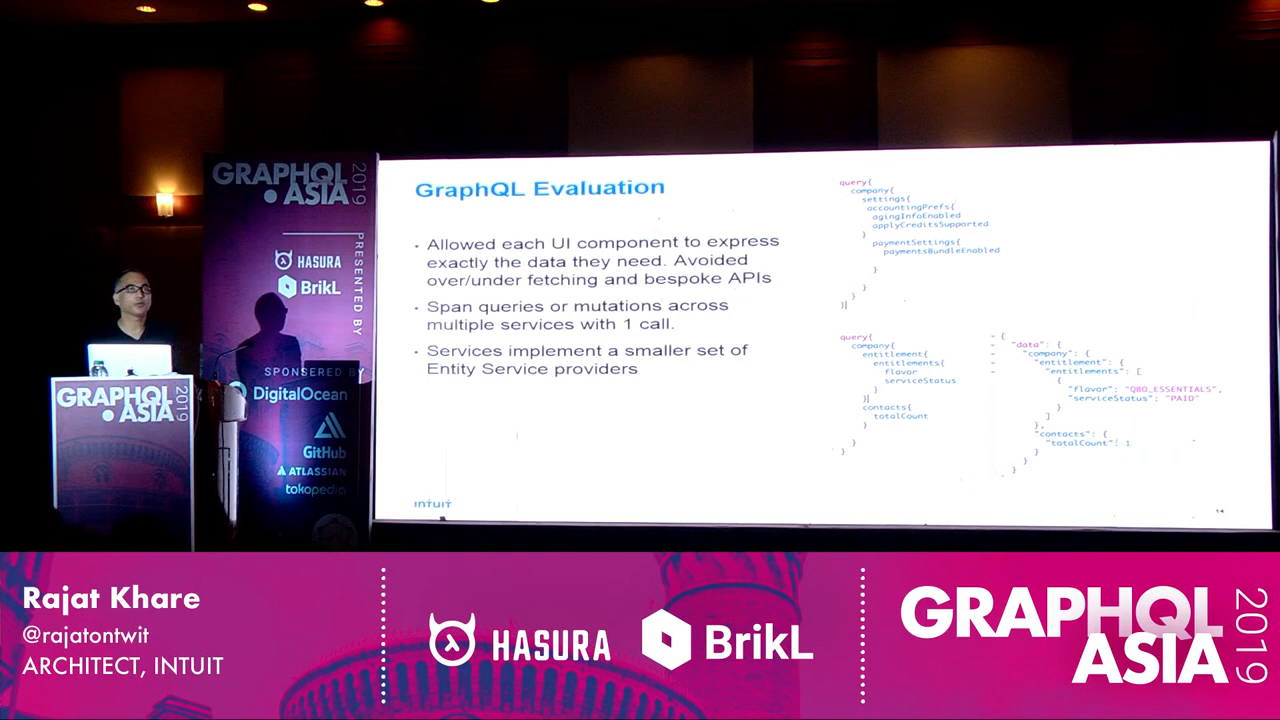 GRAPHQL
ASIA
2019
PRESENTED BY
HASURA
BrikL
SPONSERED BY
DigitalOcean
GitHub
ATLASSIAN
tokopedia
GRAPHQL
ASIA
2019
GraphQL Evaluation
• Allowed each UI component to express
exactly the data they need. Avoided
over/under fetching and bespoke APIs
• Span queries or mutations across
multiple services with 1 call.
• Services implement a smaller set of
Entity Service providers
query{
company{
settings{
accountingPrefs{
agingInfoEnabled
applyCreditsSupported
}
paymentSettings{
paymentsBundleEnabled
}
}
}
}
query{
company{
entitlement{
entitlements{
flavor
serviceStatus
}
}
contacts{
totalCount
}
}
}
{
"data": {
"company": {
"entitlement": {
"entitlements": [
{
"flavor": "QBO_ESSENTIALS",
"serviceStatus": "PAID"
}
]
},
"contacts": {
"totalCount": 1
}
}
}
intuit
14
Rajat Khare
@rajatontwit
ARCHITECT, INTUIT
HASURA
BrikL
GRAPHQL
ASIA
2019